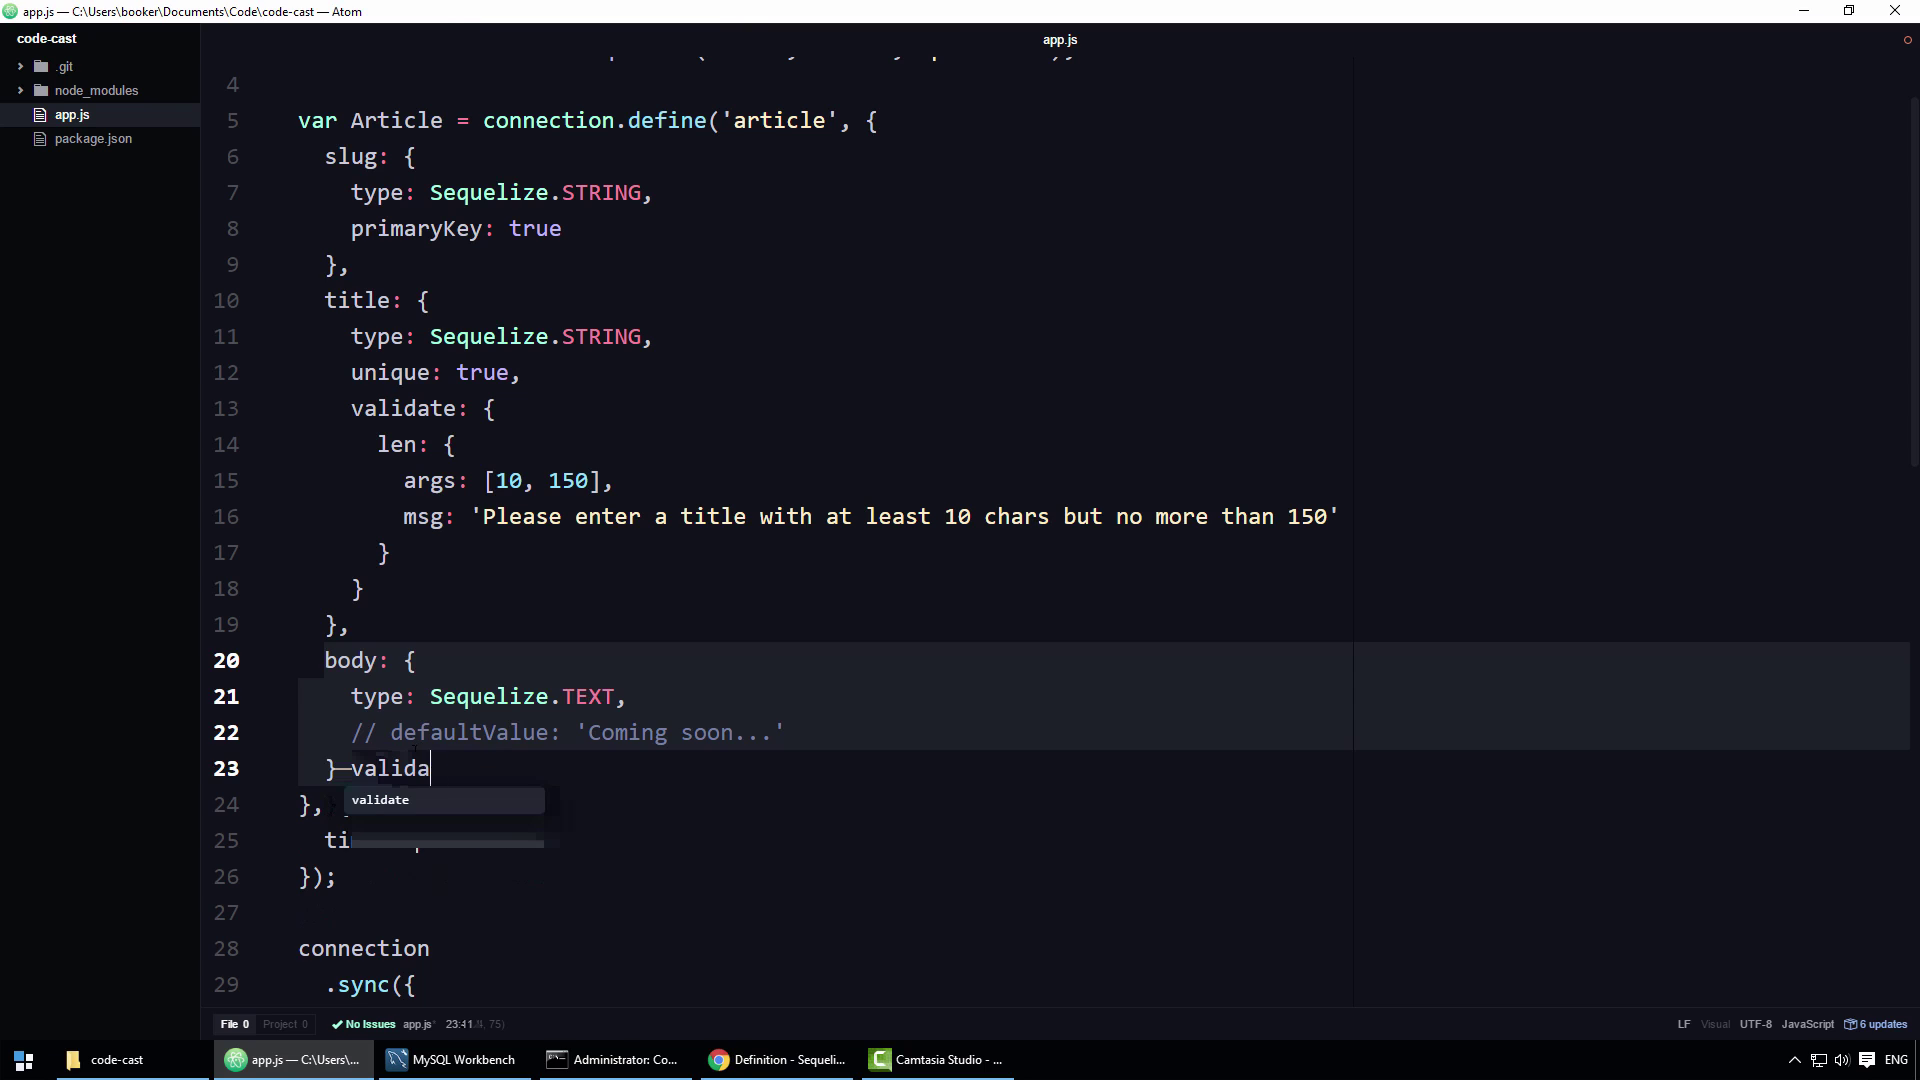 app.js — C:\Users\booker\Documents\Code\code-cast — Atom
code-cast
.git
node_modules
app.js
package.json
app.js
4
5 var Article = connection.define('article', {
6 slug: {
7 type: Sequelize.STRING,
8 primaryKey: true
9 },
10 title: {
11 type: Sequelize.STRING,
12 unique: true,
13 validate: {
14 len: {
15 args: [10, 150],
16 msg: 'Please enter a title with at least 10 chars but no more than 150'
17 }
18 }
19 },
20 body: {
21 type: Sequelize.TEXT,
22 // defaultValue: 'Coming soon...'
23 } valida
validate
24 },
25 ti
26 });
27
28 connection
29 .sync({
File 0 Project 0 No Issues app.js
LF Visual UTF-8 JavaScript 6 updates
code-cast
app.js — C:\Users\...
MySQL Workbench
Administrator: Co...
Definition - Sequeli...
Camtasia Studio - ...
ENG